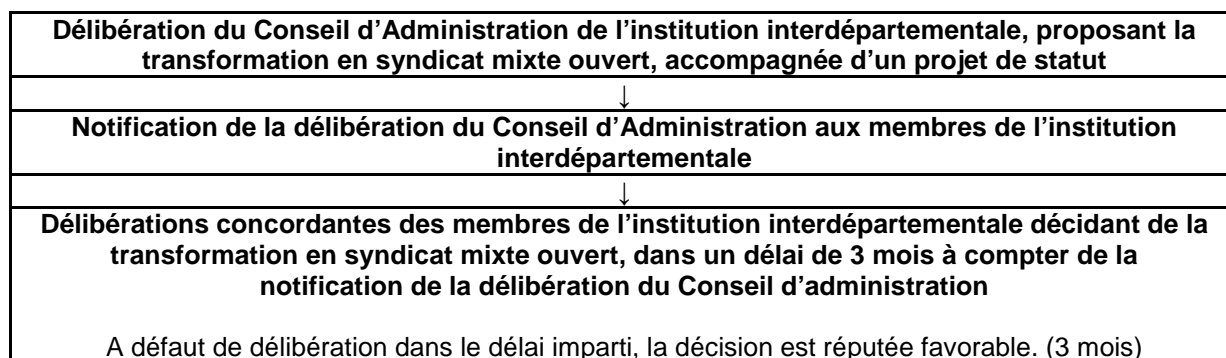 Délibération du Conseil d’Administration de l’institution interdépartementale, proposant la
transformation en syndicat mixte ouvert, accompagnée d’un projet de statut
↓
Notification de la délibération du Conseil d’Administration aux membres de l’institution
interdépartementale
↓
Délibérations concordantes des membres de l’institution interdépartementale décidant de la
transformation en syndicat mixte ouvert, dans un délai de 3 mois à compter de la
notification de la délibération du Conseil d’administration
A défaut de délibération dans le délai imparti, la décision est réputée favorable. (3 mois)